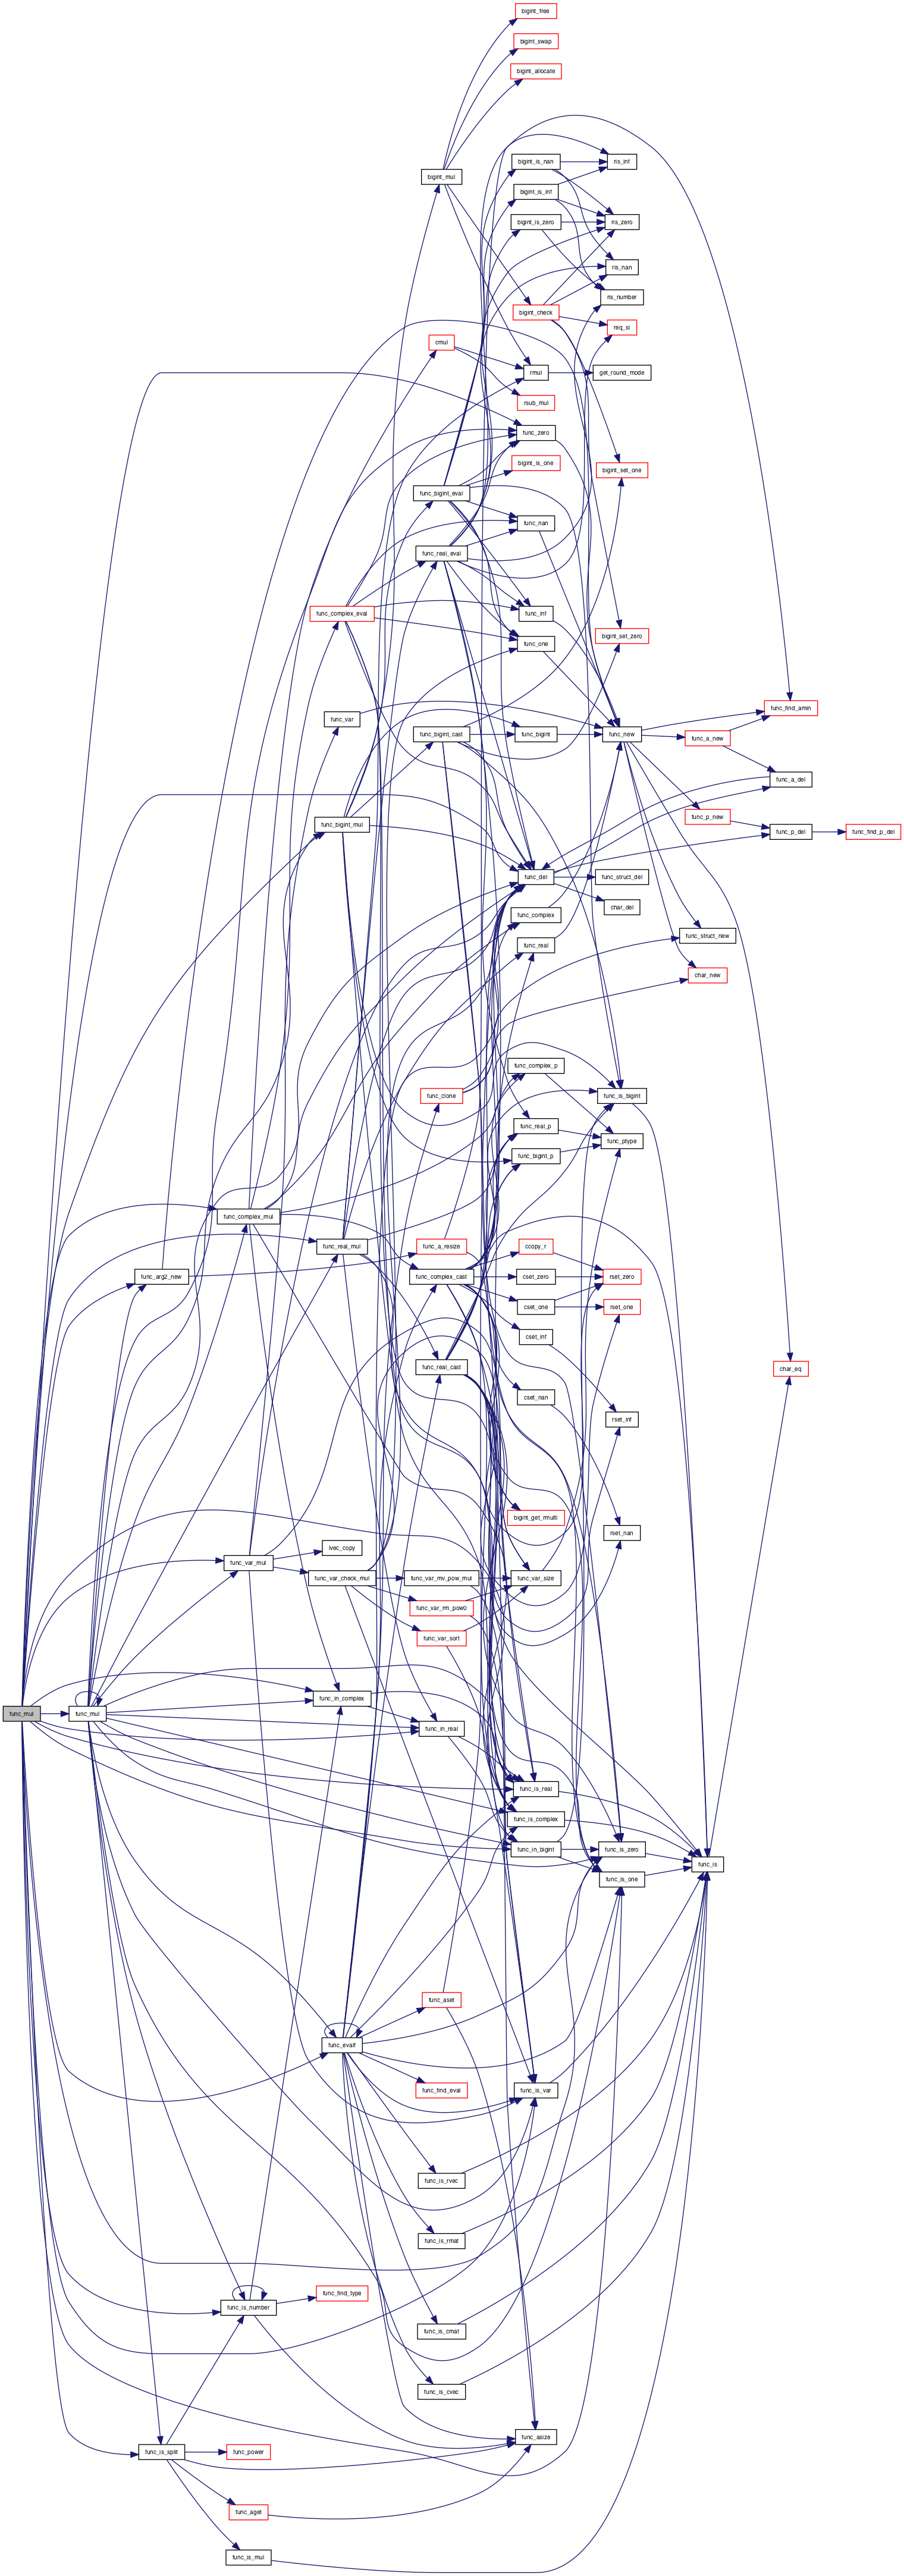 bigint_free
bigint_swap
bigint_allocate
bigint_mul
bigint_is_nan
ris_inf
bigint_is_inf
bigint_is_zero
ris_zero
ris_nan
ris_number
bigint_check
req_si
cmul
rmul
get_round_mode
rsub_mul
func_zero
bigint_is_one
bigint_set_one
func_bigint_eval
func_nan
func_real_eval
func_complex_eval
func_inf
func_one
bigint_set_zero
func_var
func_bigint_cast
func_bigint
func_new
func_find_amin
func_a_new
func_a_del
func_bigint_mul
func_p_new
func_p_del
func_find_p_del
func_del
func_struct_del
char_del
func_complex
func_real
func_struct_new
char_new
func_clone
func_complex_p
func_is_bigint
func_real_p
func_ptype
func_bigint_p
func_complex_mul
func_real_mul
func_a_resize
ccopy_r
func_arg2_new
func_complex_cast
cset_zero
rset_zero
cset_one
rset_one
cset_inf
func_real_cast
char_eq
cset_nan
rset_inf
bigint_get_rmulti
rset_nan
ivec_copy
func_var_mul
func_var_check_mul
func_var_mv_pow_mul
func_var_size
func_var_rm_pow0
func_var_sort
func_in_complex
func_mul
func_mul
func_in_real
func_is_real
func_is_complex
func_in_bigint
func_is_zero
func_is
func_is_one
func_aset
func_evalf
func_find_eval
func_is_var
func_is_rvec
func_is_rmat
func_find_type
func_is_number
func_is_cmat
func_is_cvec
func_asize
func_is_split
func_power
func_aget
func_is_mul